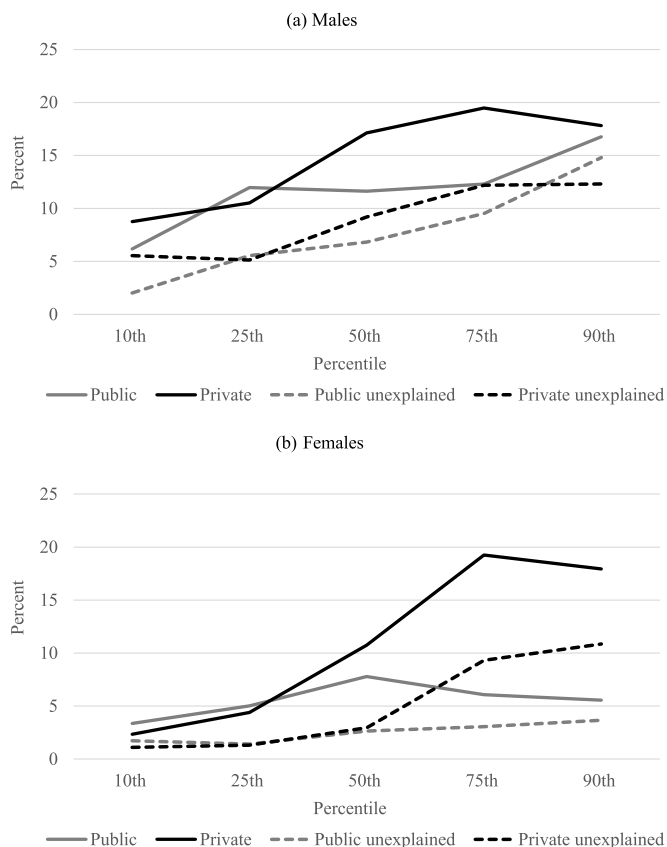 (a) Males
25
20
15
10
5
0
Percent
10th 25th 50th 75th 90th
Percentile
Public Private Public unexplained Private unexplained
(b) Females
25
20
15
10
5
0
Percent
10th 25th 50th 75th 90th
Percentile
Public Private Public unexplained Private unexplained